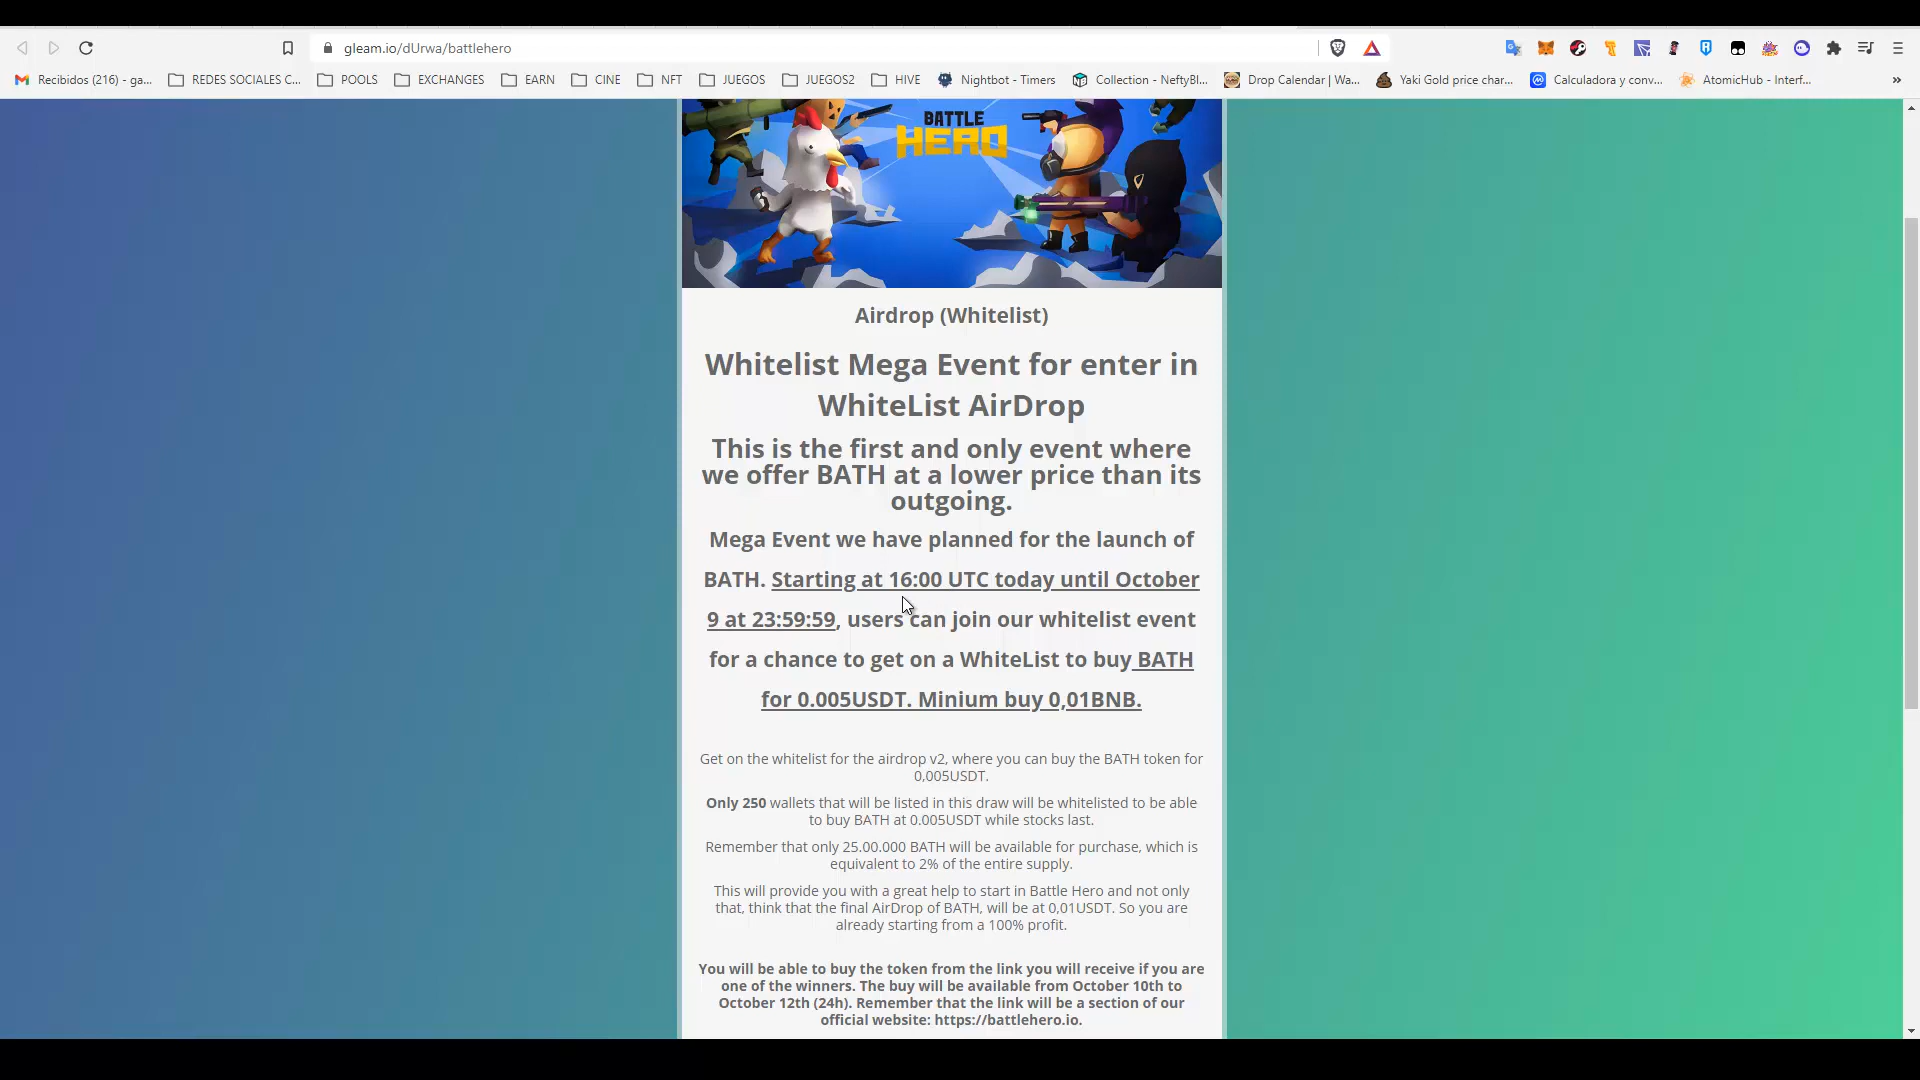 gleam.io/dUrwa/battlehero
Recibidos (216) - ga...
REDES SOCIALES C...
POOLS
EXCHANGES
EARN
CINE
NFT
JUEGOS
JUEGOS2
HIVE
Nightbot - Timers
Collection - NeftyBl...
Drop Calendar | Wa...
Yaki Gold price char...
Calculadora y conv...
AtomicHub - Interf...
»
BATTLE
HERO
Airdrop (Whitelist)
Whitelist Mega Event for enter in
WhiteList AirDrop
This is the first and only event where
we offer BATH at a lower price than its
outgoing.
Mega Event we have planned for the launch of
BATH. Starting at 16:00 UTC today until October
9 at 23:59:59, users can join our whitelist event
for a chance to get on a WhiteList to buy BATH
for 0.005USDT. Minium buy 0,01BNB.
Get on the whitelist for the airdrop v2, where you can buy the BATH token for
0,005USDT.
Only 250 wallets that will be listed in this draw will be whitelisted to be able
to buy BATH at 0.005USDT while stocks last.
Remember that only 25.00.000 BATH will be available for purchase, which is
equivalent to 2% of the entire supply.
This will provide you with a great help to start in Battle Hero and not only
that, think that the final AirDrop of BATH, will be at 0,01USDT. So you are
already starting from a 100% profit.
You will be able to buy the token from the link you will receive if you are
one of the winners. The buy will be available from October 10th to
October 12th (24h). Remember that the link will be a section of our
official website: https://battlehero.io.